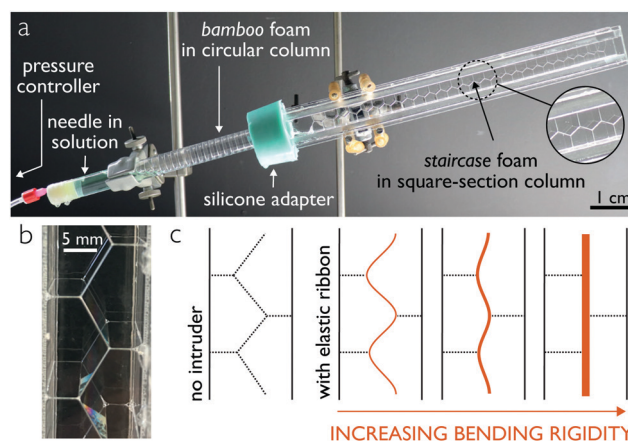 a
bamboo foam
in circular column
pressure
controller
needle in
solution
silicone adapter
staircase foam
in square-section column
1 cm
b
5 mm
c
no intruder
with elastic ribbon
INCREASING BENDING RIGIDITY